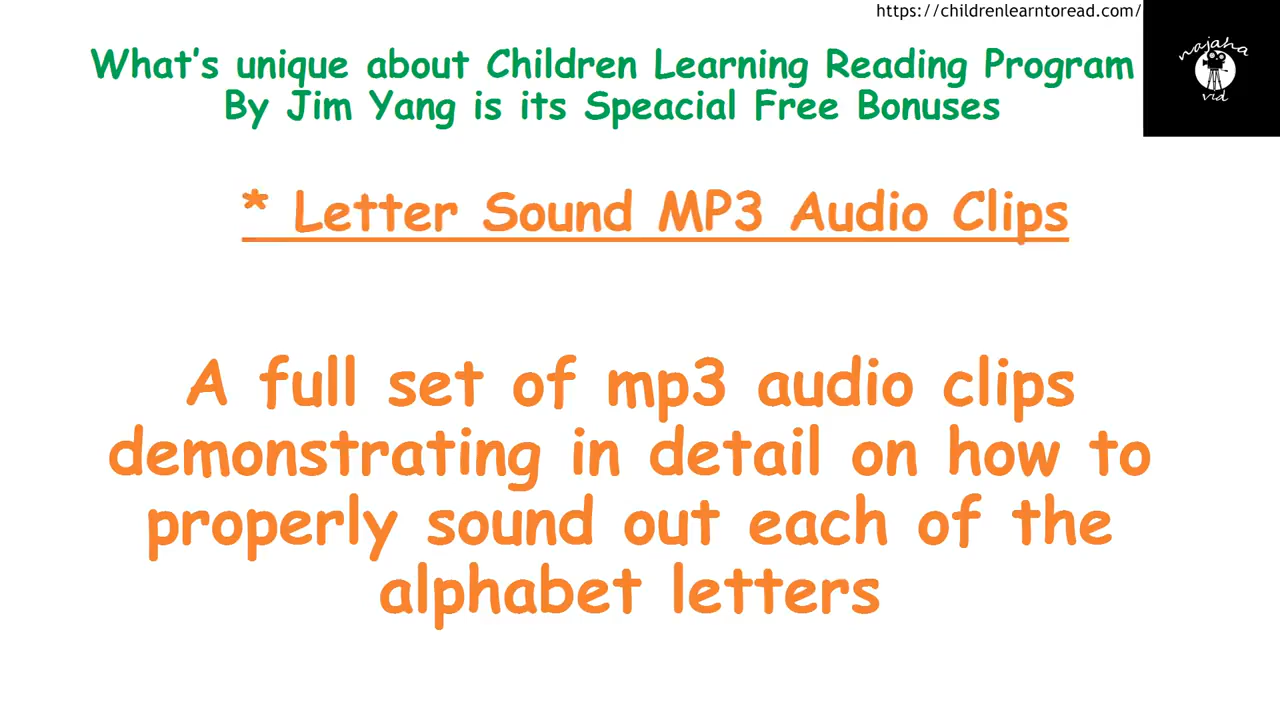 https://childrenlearntoread.com/
What's unique about Children Learning Reading Program
By Jim Yang is its Speacial Free Bonuses
najaha
vid
* Letter Sound MP3 Audio Clips
A full set of mp3 audio clips
demonstrating in detail on how to
properly sound out each of the
alphabet letters